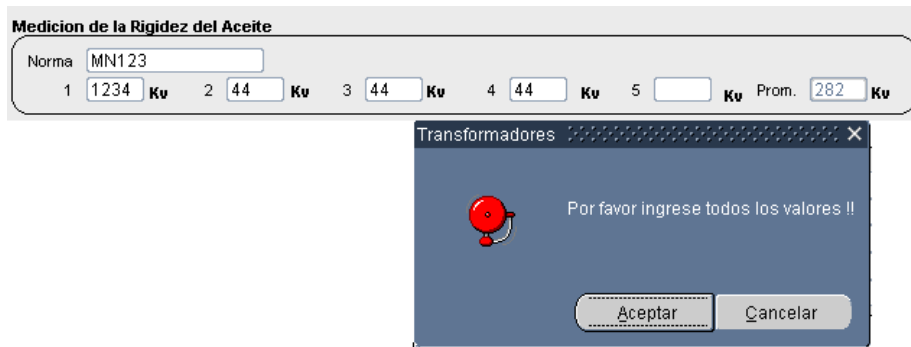 Medicion de la Rigidez del Aceite
Norma MN123
1 1234 Kv 2 44 Kv 3 44 Kv 4 44 Kv 5 Kv Prom. 282 Kv
Transformadores
Por favor ingrese todos los valores !!
Aceptar Cancelar